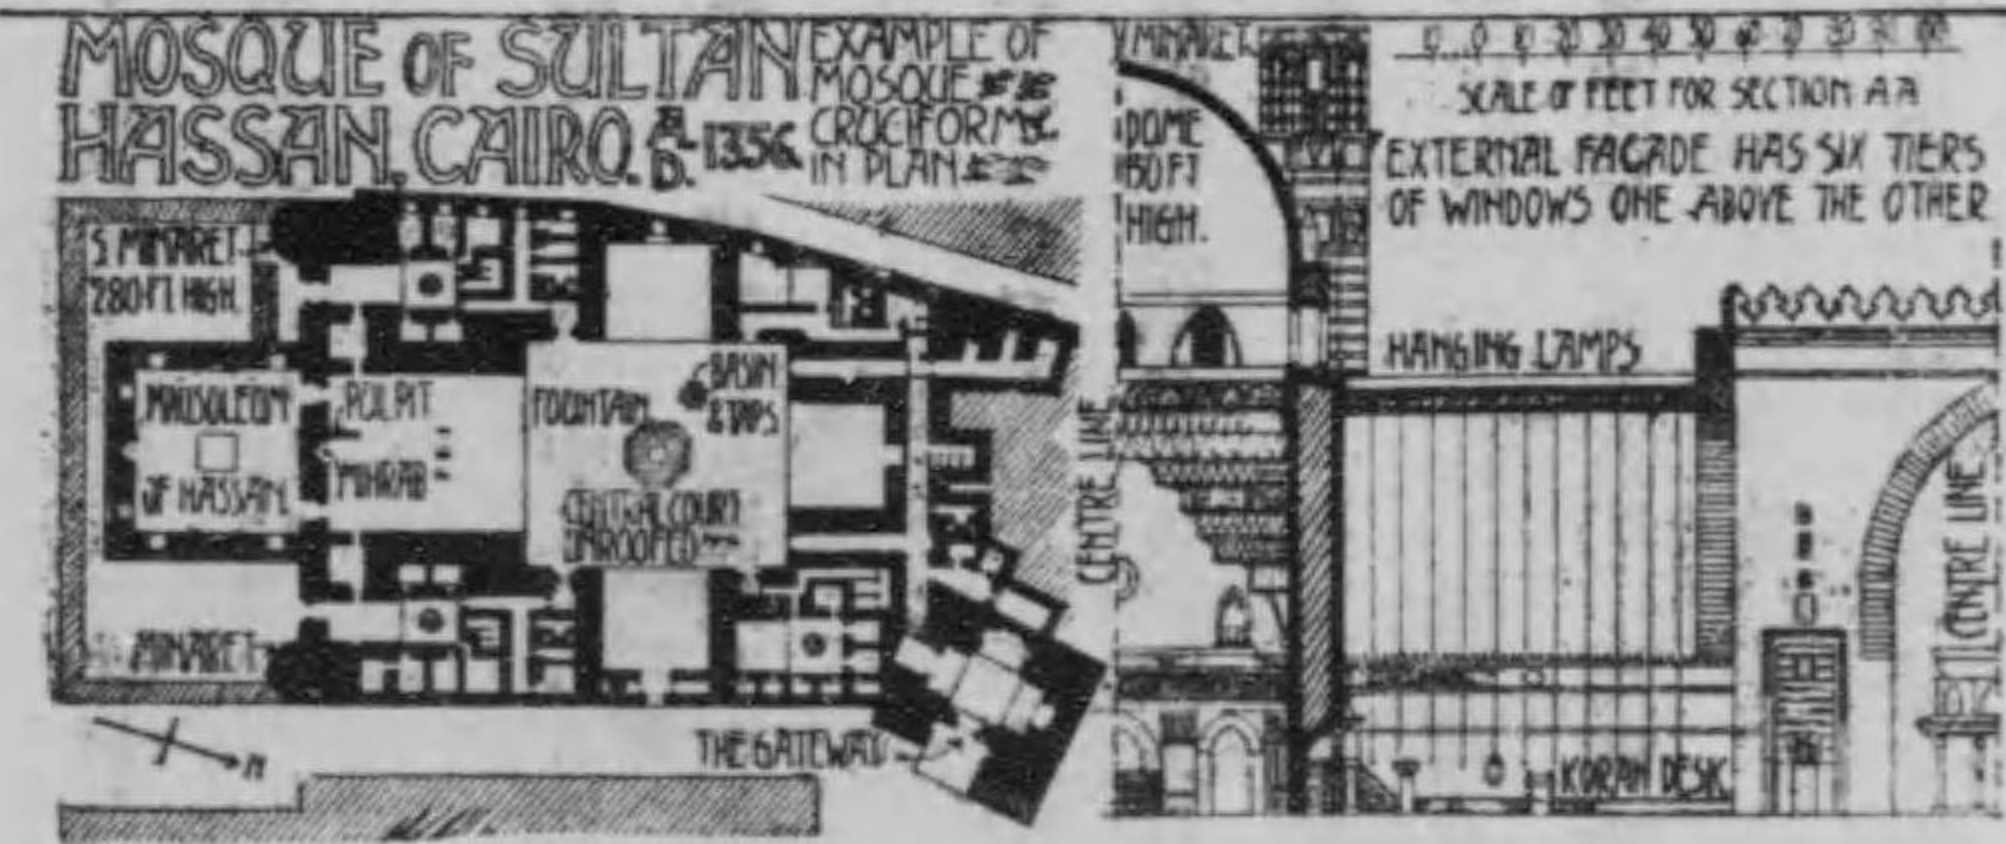 MOSQUE OF SULTAN
HASSAN. CAIRO. A.D. 1356.
EXAMPLE OF
MOSQUE
CRUCIFORM
IN PLAN
S MINARET
280 FT HIGH.
MAUSOLEUM
OF HASSAN.
PULPIT
MIHRAB
FOUNTAIN
BASIN
& TAPS
CENTRAL COURT
UNROOFED
MINARET
N
THE GATEWAY
MINARET
DOME
FT
HIGH.
CENTRE LINE
SCALE OF FEET FOR SECTION A A
EXTERNAL FACADE HAS SIX TIERS
OF WINDOWS ONE ABOVE THE OTHER
HANGING LAMPS
KORAN DESK
CENTRE LINE